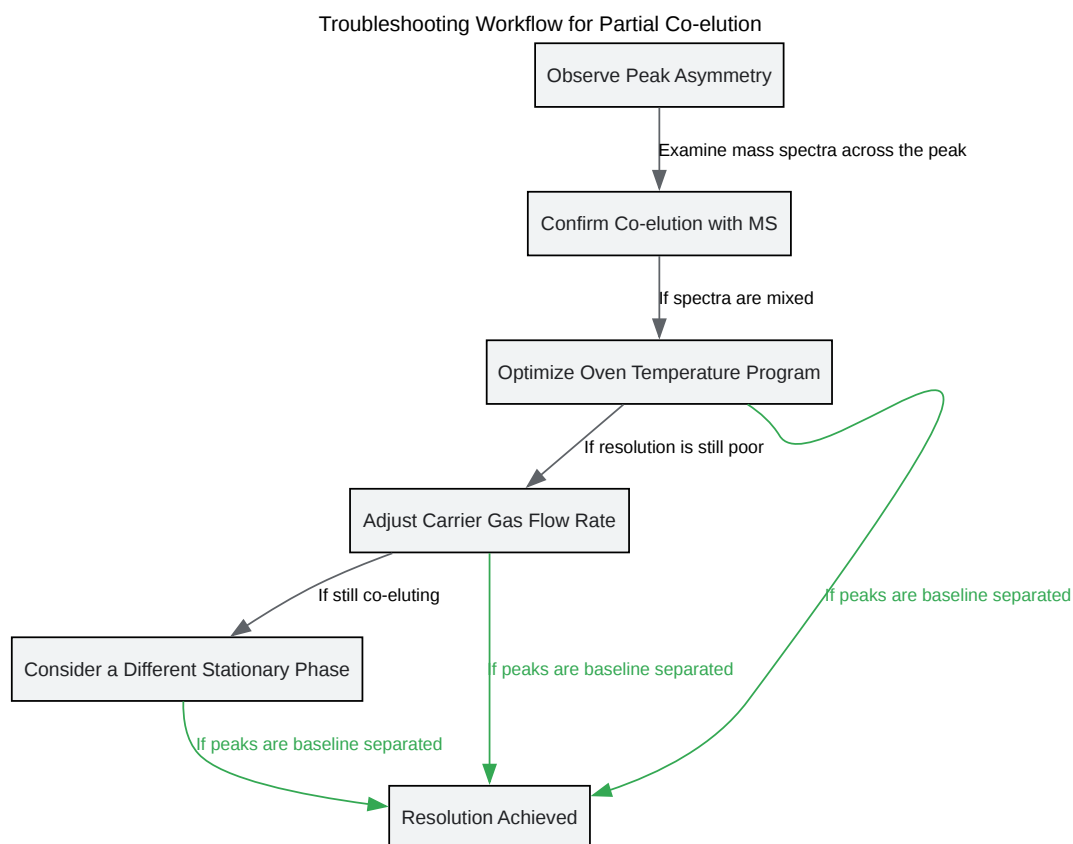 Troubleshooting Workflow for Partial Co-elution
Observe Peak Asymmetry
Examine mass spectra across the peak
Confirm Co-elution with MS
If spectra are mixed
Optimize Oven Temperature Program
If resolution is still poor
Adjust Carrier Gas Flow Rate
If still co-eluting
If peaks are baseline separated
Consider a Different Stationary Phase
If peaks are baseline separated
If peaks are baseline separated
Resolution Achieved